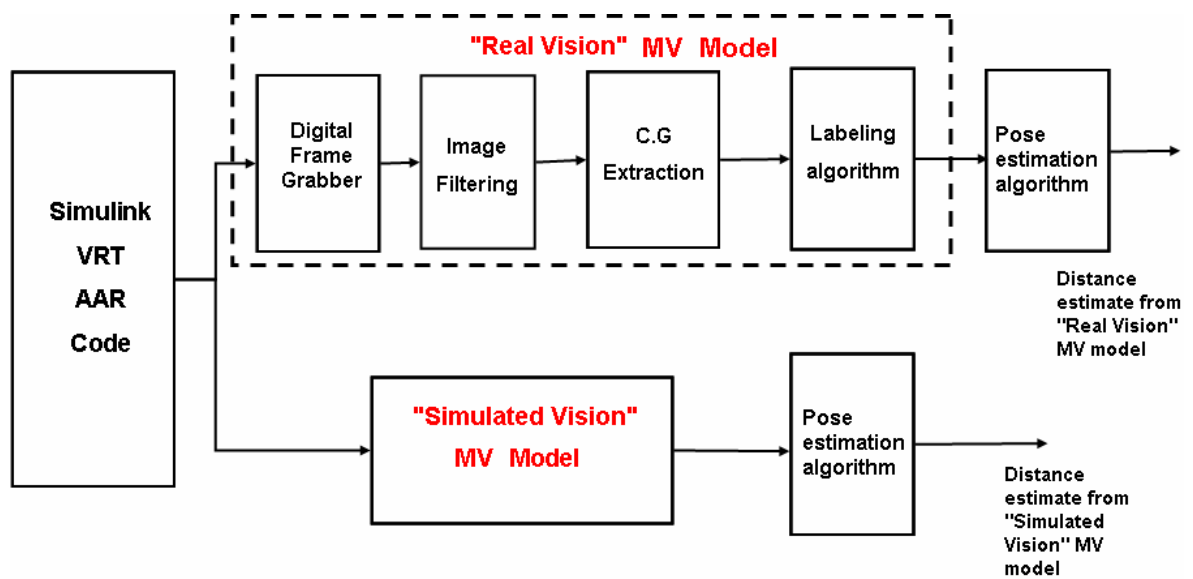 "Real Vision" MV Model
Simulink
VRT
AAR
Code
Digital
Frame
Grabber
Image
Filtering
C.G
Extraction
Labeling
algorithm
Pose
estimation
algorithm
Distance
estimate from
"Real Vision"
MV model
"Simulated Vision"
MV Model
Pose
estimation
algorithm
Distance
estimate from
"Simulated
Vision" MV
model